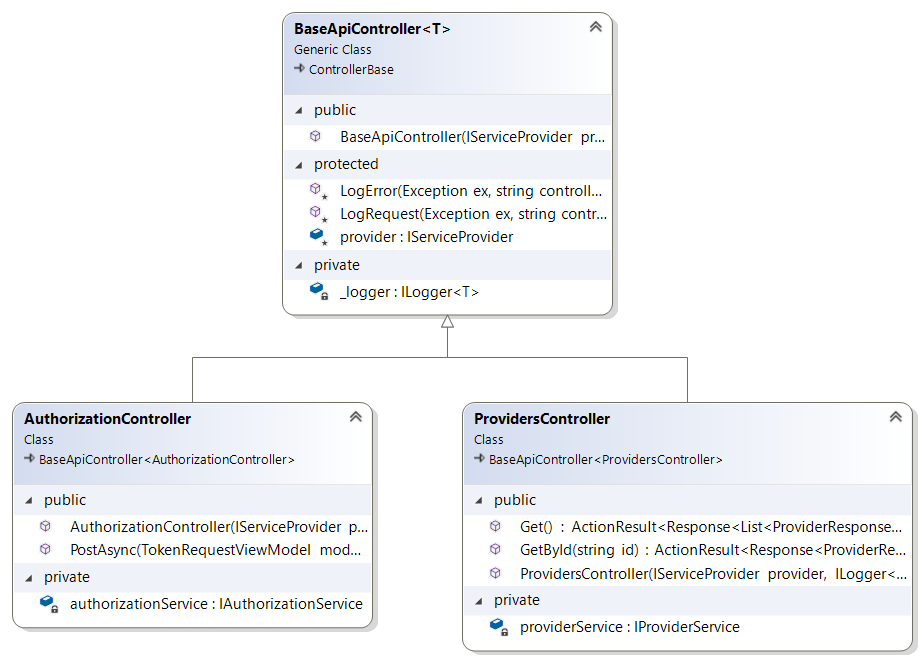 BaseApiController<T>
Generic Class
ControllerBase
public
BaseApiController(IServiceProvider pr...
protected
LogError(Exception ex, string controll...
LogRequest(Exception ex, string contr...
provider : IServiceProvider
private
_logger : ILogger<T>
AuthorizationController
Class
BaseApiController<AuthorizationController>
public
AuthorizationController(IServiceProvider p...
PostAsync(TokenRequestViewModel mod...
private
authorizationService : IAuthorizationService
ProvidersController
Class
BaseApiController<ProvidersController>
public
Get() : ActionResult<Response<List<ProviderResponse...
GetById(string id) : ActionResult<Response<ProviderRe...
ProvidersController(IServiceProvider provider, ILogger<...
private
providerService : IProviderService